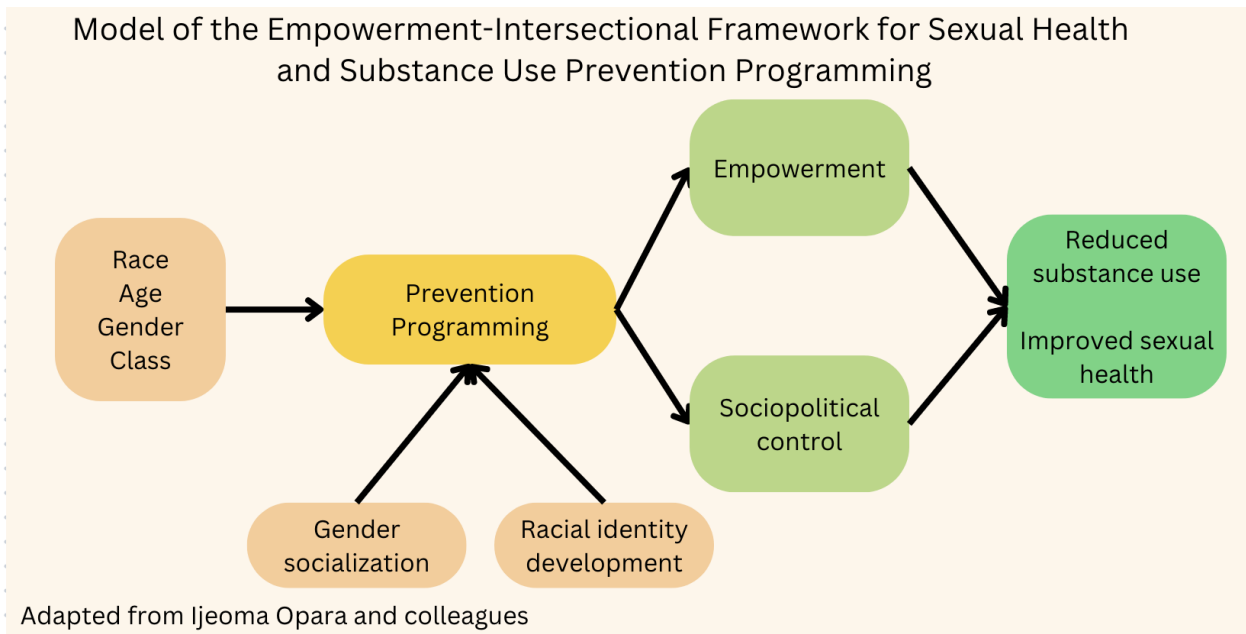 Model of the Empowerment-Intersectional Framework for Sexual Health
and Substance Use Prevention Programming
Race
Age
Gender
Class
Prevention
Programming
Empowerment
Sociopolitical
control
Reduced
substance use
Improved sexual
health
Gender
socialization
Racial identity
development
Adapted from Ijeoma Opara and colleagues